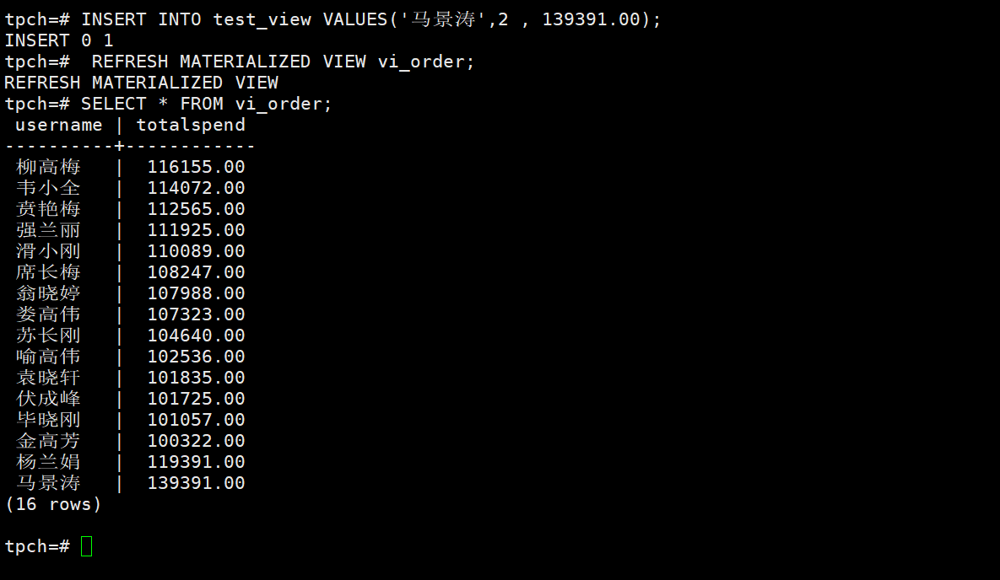 tpch=# INSERT INTO test_view VALUES('马景涛',2 , 139391.00);
INSERT 0 1
tpch=#  REFRESH MATERIALIZED VIEW vi_order;
REFRESH MATERIALIZED VIEW
tpch=# SELECT * FROM vi_order;
 username | totalspend
----------+------------
 柳高梅   |  116155.00
 韦小全   |  114072.00
 贲艳梅   |  112565.00
 强兰丽   |  111925.00
 滑小刚   |  110089.00
 席长梅   |  108247.00
 翁晓婷   |  107988.00
 娄高伟   |  107323.00
 苏长刚   |  104640.00
 喻高伟   |  102536.00
 袁晓轩   |  101835.00
 伏成峰   |  101725.00
 毕晓刚   |  101057.00
 金高芳   |  100322.00
 杨兰娟   |  119391.00
 马景涛   |  139391.00
(16 rows)
tpch=#